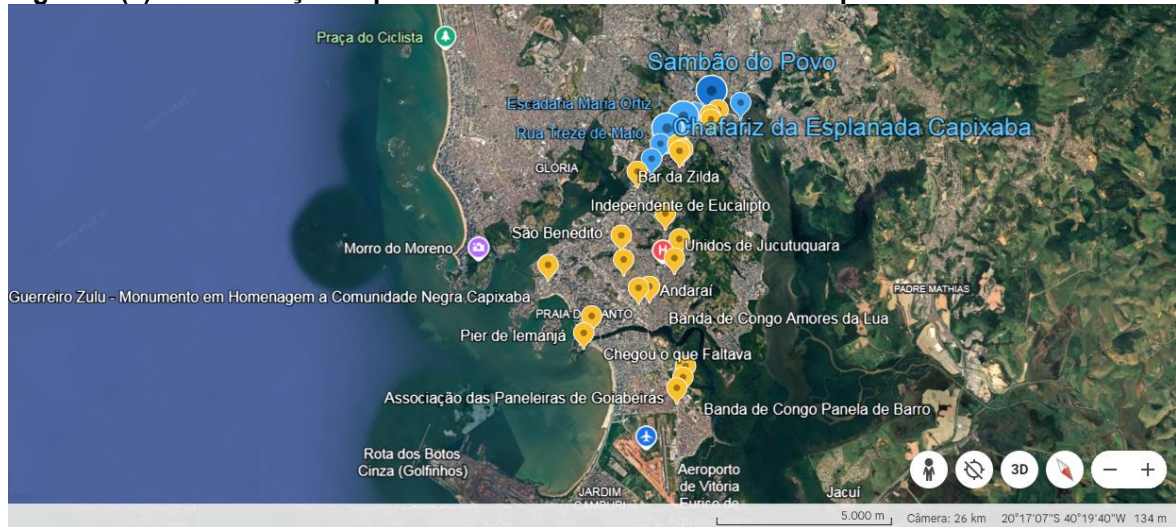 Praça do Ciclista
Sambão do Povo
Escadaria Maria Ortiz
Rua Treze de Maio
Chafariz da Esplanada Capixaba
GLÓRIA
Bar da Zilda
Independente de Eucalipto
São Benedito
H
Unidos de Jucutuquara
Morro do Moreno
Guerreiro Zulu - Monumento em Homenagem a Comunidade Negra Capixaba
Andaraí
PADRE MATHIAS
PRAIA D
NTO
Banda de Congo Amores da Lua
Pier de Iemanjá
Chegou o que Faltava
Associação das Paneleiras de Goiabeiras
Banda de Congo Panela de Barro
Rota dos Botos
Cinza (Golfinhos)
Aeroporto
de Vitória
JARDIM
Jacuí
3D
5.000 m
Câmera: 26 km 20°17'07"S 40°19'40"W 134 m